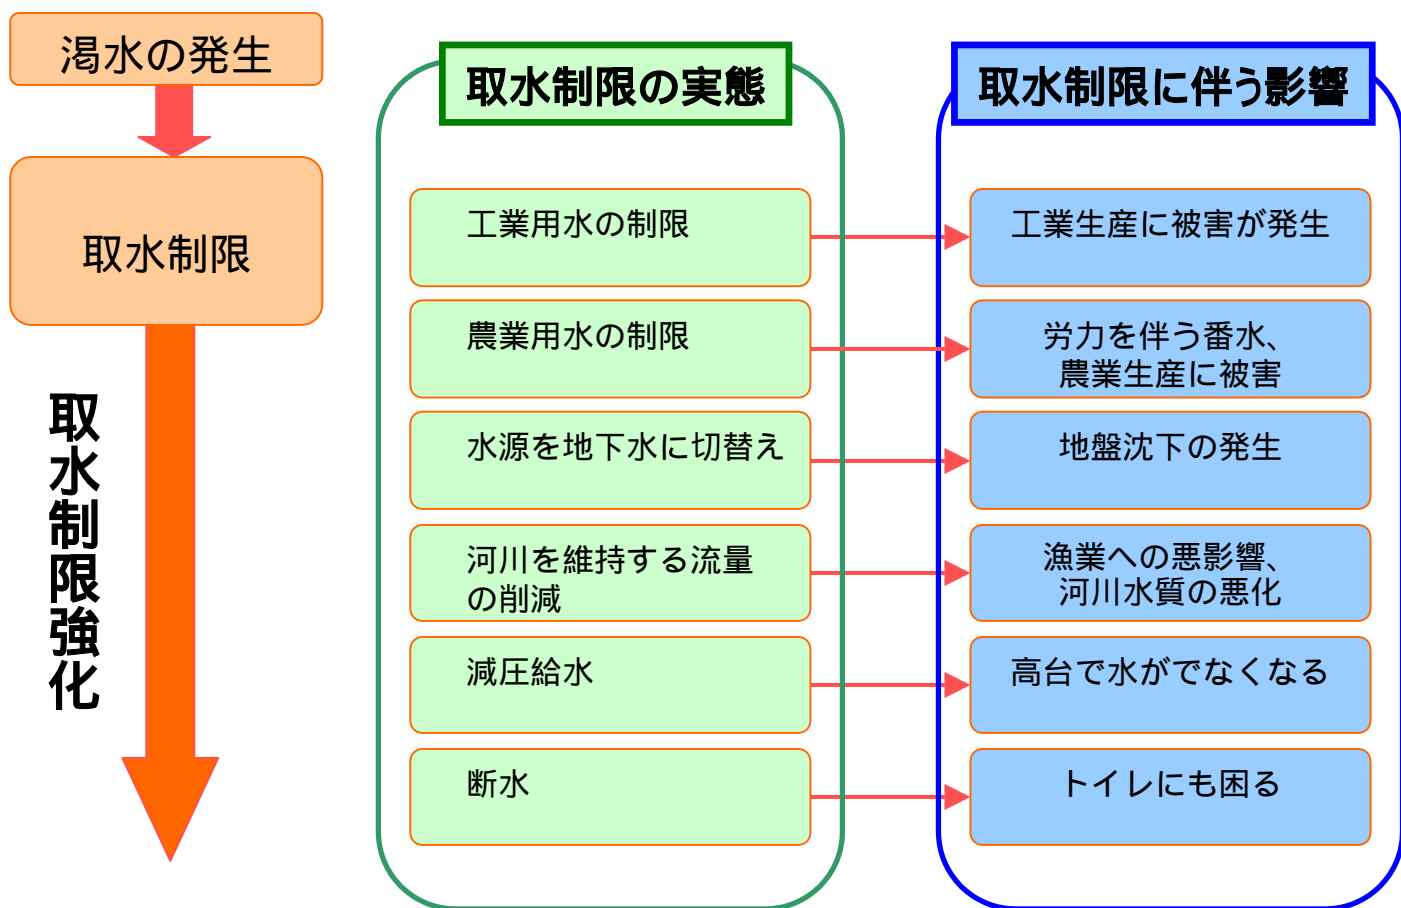 渇水の発生
取水制限
取水制限強化
取水制限の実態
工業用水の制限
農業用水の制限
水源を地下水に切替え
河川を維持する流量
の削減
減圧給水
断水
取水制限に伴う影響
工業生産に被害が発生
労力を伴う番水、
農業生産に被害
地盤沈下の発生
漁業への悪影響、
河川水質の悪化
高台で水がでなくなる
トイレにも困る